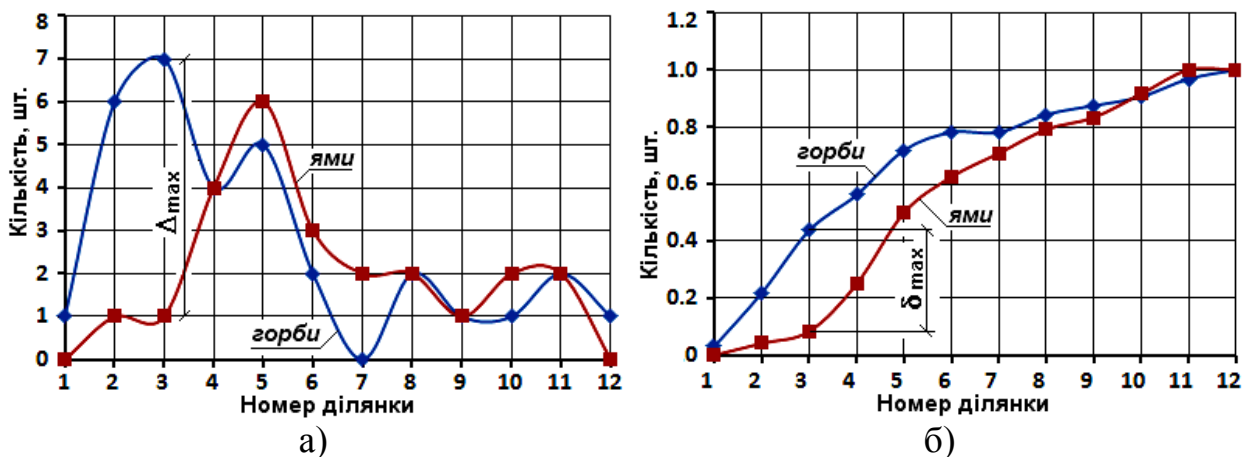 Кількість, шт.
8
7
6
5
4
3
2
1
0
Δmax
ями
горби
1 2 3 4 5 6 7 8 9 10 11 12
Номер ділянки
а)
Кількість, шт.
1.2
1.0
0.8
0.6
0.4
0.2
0
горби
ями
δ max
1 2 3 4 5 6 7 8 9 10 11 12
Номер ділянки
б)